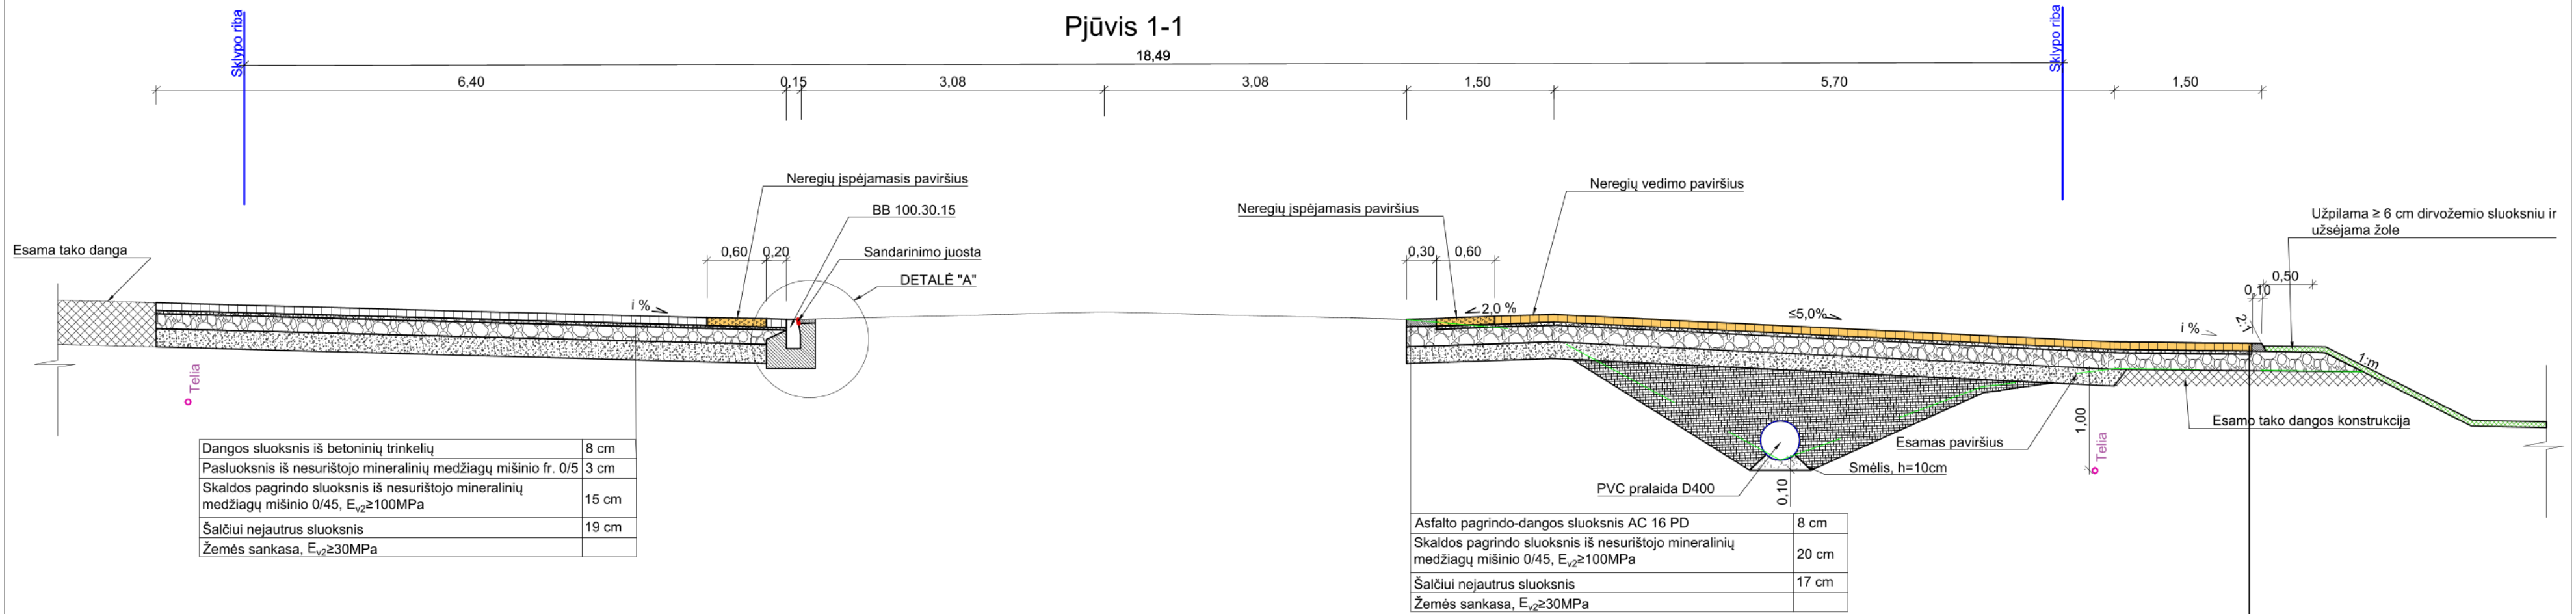 Pjūvis 1-1
Sklypo riba
Sklypo riba
18,49
6,40
0,15
3,08
3,08
1,50
5,70
1,50
Neregių įspėjamasis paviršius
BB 100.30.15
Sandarinimo juosta
DETALĖ "A"
Esama tako danga
0,60
0,20
i %
Telia
Neregių vedimo paviršius
Neregių įspėjamasis paviršius
0,30
0,60
2,0 %
≤5,0%
i %
Užpilama ≥ 6 cm dirvožemio sluoksniu ir
užsėjama žole
0,50
0,10
2:1
1:m
Esamo tako dangos konstrukcija
1,00
Telia
Esamas paviršius
Smėlis, h=10cm
PVC pralaida D400
0,10
Dangos sluoksnis iš betoninių trinkelių 8 cm
Pasluoksnis iš nesurištojo mineralinių medžiagų mišinio fr. 0/5 3 cm
Skaldos pagrindo sluoksnis iš nesurištojo mineralinių
medžiagų mišinio 0/45, Ev2≥100MPa 15 cm
Šalčiui nejautrus sluoksnis 19 cm
Žemės sankasa, Ev2≥30MPa
Asfalto pagrindo-dangos sluoksnis AC 16 PD 8 cm
Skaldos pagrindo sluoksnis iš nesurištojo mineralinių
medžiagų mišinio 0/45, Ev2≥100MPa 20 cm
Šalčiui nejautrus sluoksnis 17 cm
Žemės sankasa, Ev2≥30MPa